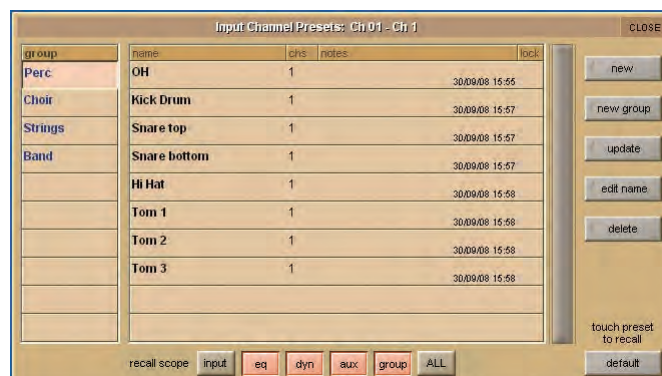 Input Channel Presets: Ch 01 - Ch 1
CLOSE
group
name chs notes lock
Perc
Choir
Strings
Band
OH 1 30/09/08 15:55
Kick Drum 1 30/09/08 15:57
Snare top 1 30/09/08 15:57
Snare bottom 1 30/09/08 15:57
Hi Hat 1 30/09/08 15:58
Tom 1 1 30/09/08 15:58
Tom 2 1 30/09/08 15:58
Tom 3 1 30/09/08 15:58
new
new group
update
edit name
delete
touch preset
to recall
default
recall scope input eq dyn aux group ALL